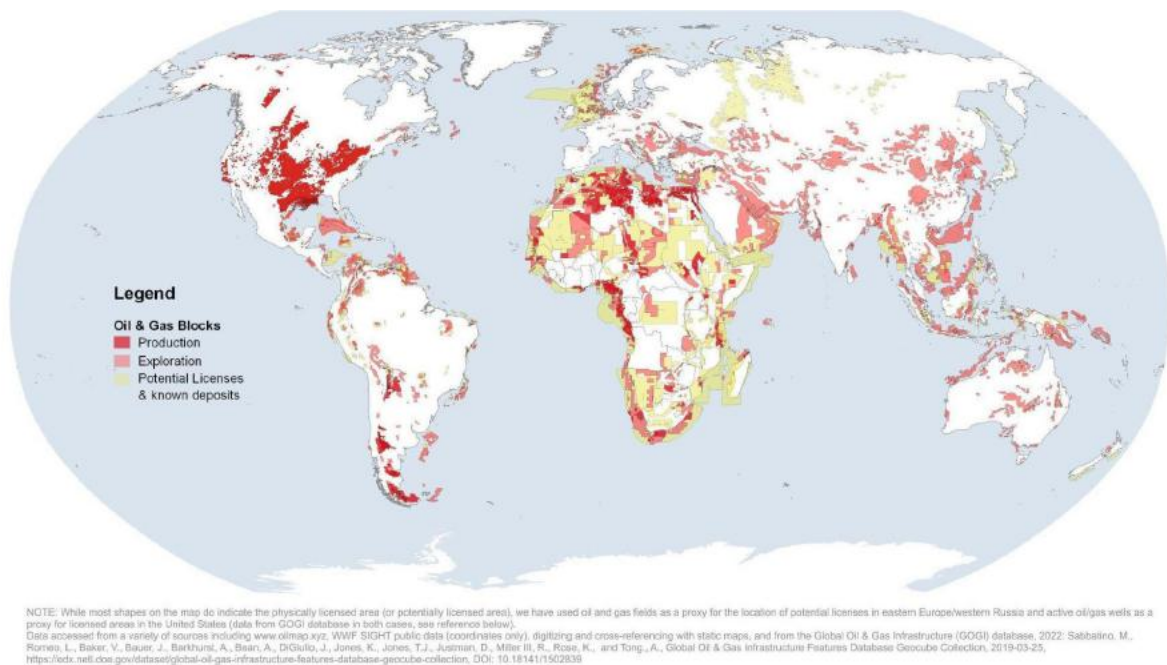 Legend
Oil & Gas Blocks
Production
Exploration
Potential Licenses
& known deposits
NOTE: While most shapes on the map do indicate the physically licensed area (or potentially licensed area), we have used oil and gas fields as a proxy for the location of potential licenses in eastern Europe/western Russia and active oil/gas wells as a
proxy for licensed areas in the United States (data from GOGI database in both cases, see reference below).
Data accessed from a variety of sources including www.oilmap.xyz, WWF SIGHT public data (coordinates only), digitizing and cross-referencing with static maps, and from the Global Oil & Gas Infrastructure (GOGI) database, 2022: Sabbatino, M.,
Romeo, L., Baker, V., Bauer, J., Barkhurst, A., Bean, A., DiGiulio, J., Jones, K., Jones, T.J., Justman, D., Miller III, R., Rose, K., and Tong., A., Global Oil & Gas Infrastructure Features Database Geocube Collection, 2019-03-25,
https://edx.netl.doe.gov/dataset/global-oil-gas-infrastructure-features-database-geocube-collection, DOI: 10.18141/1502839